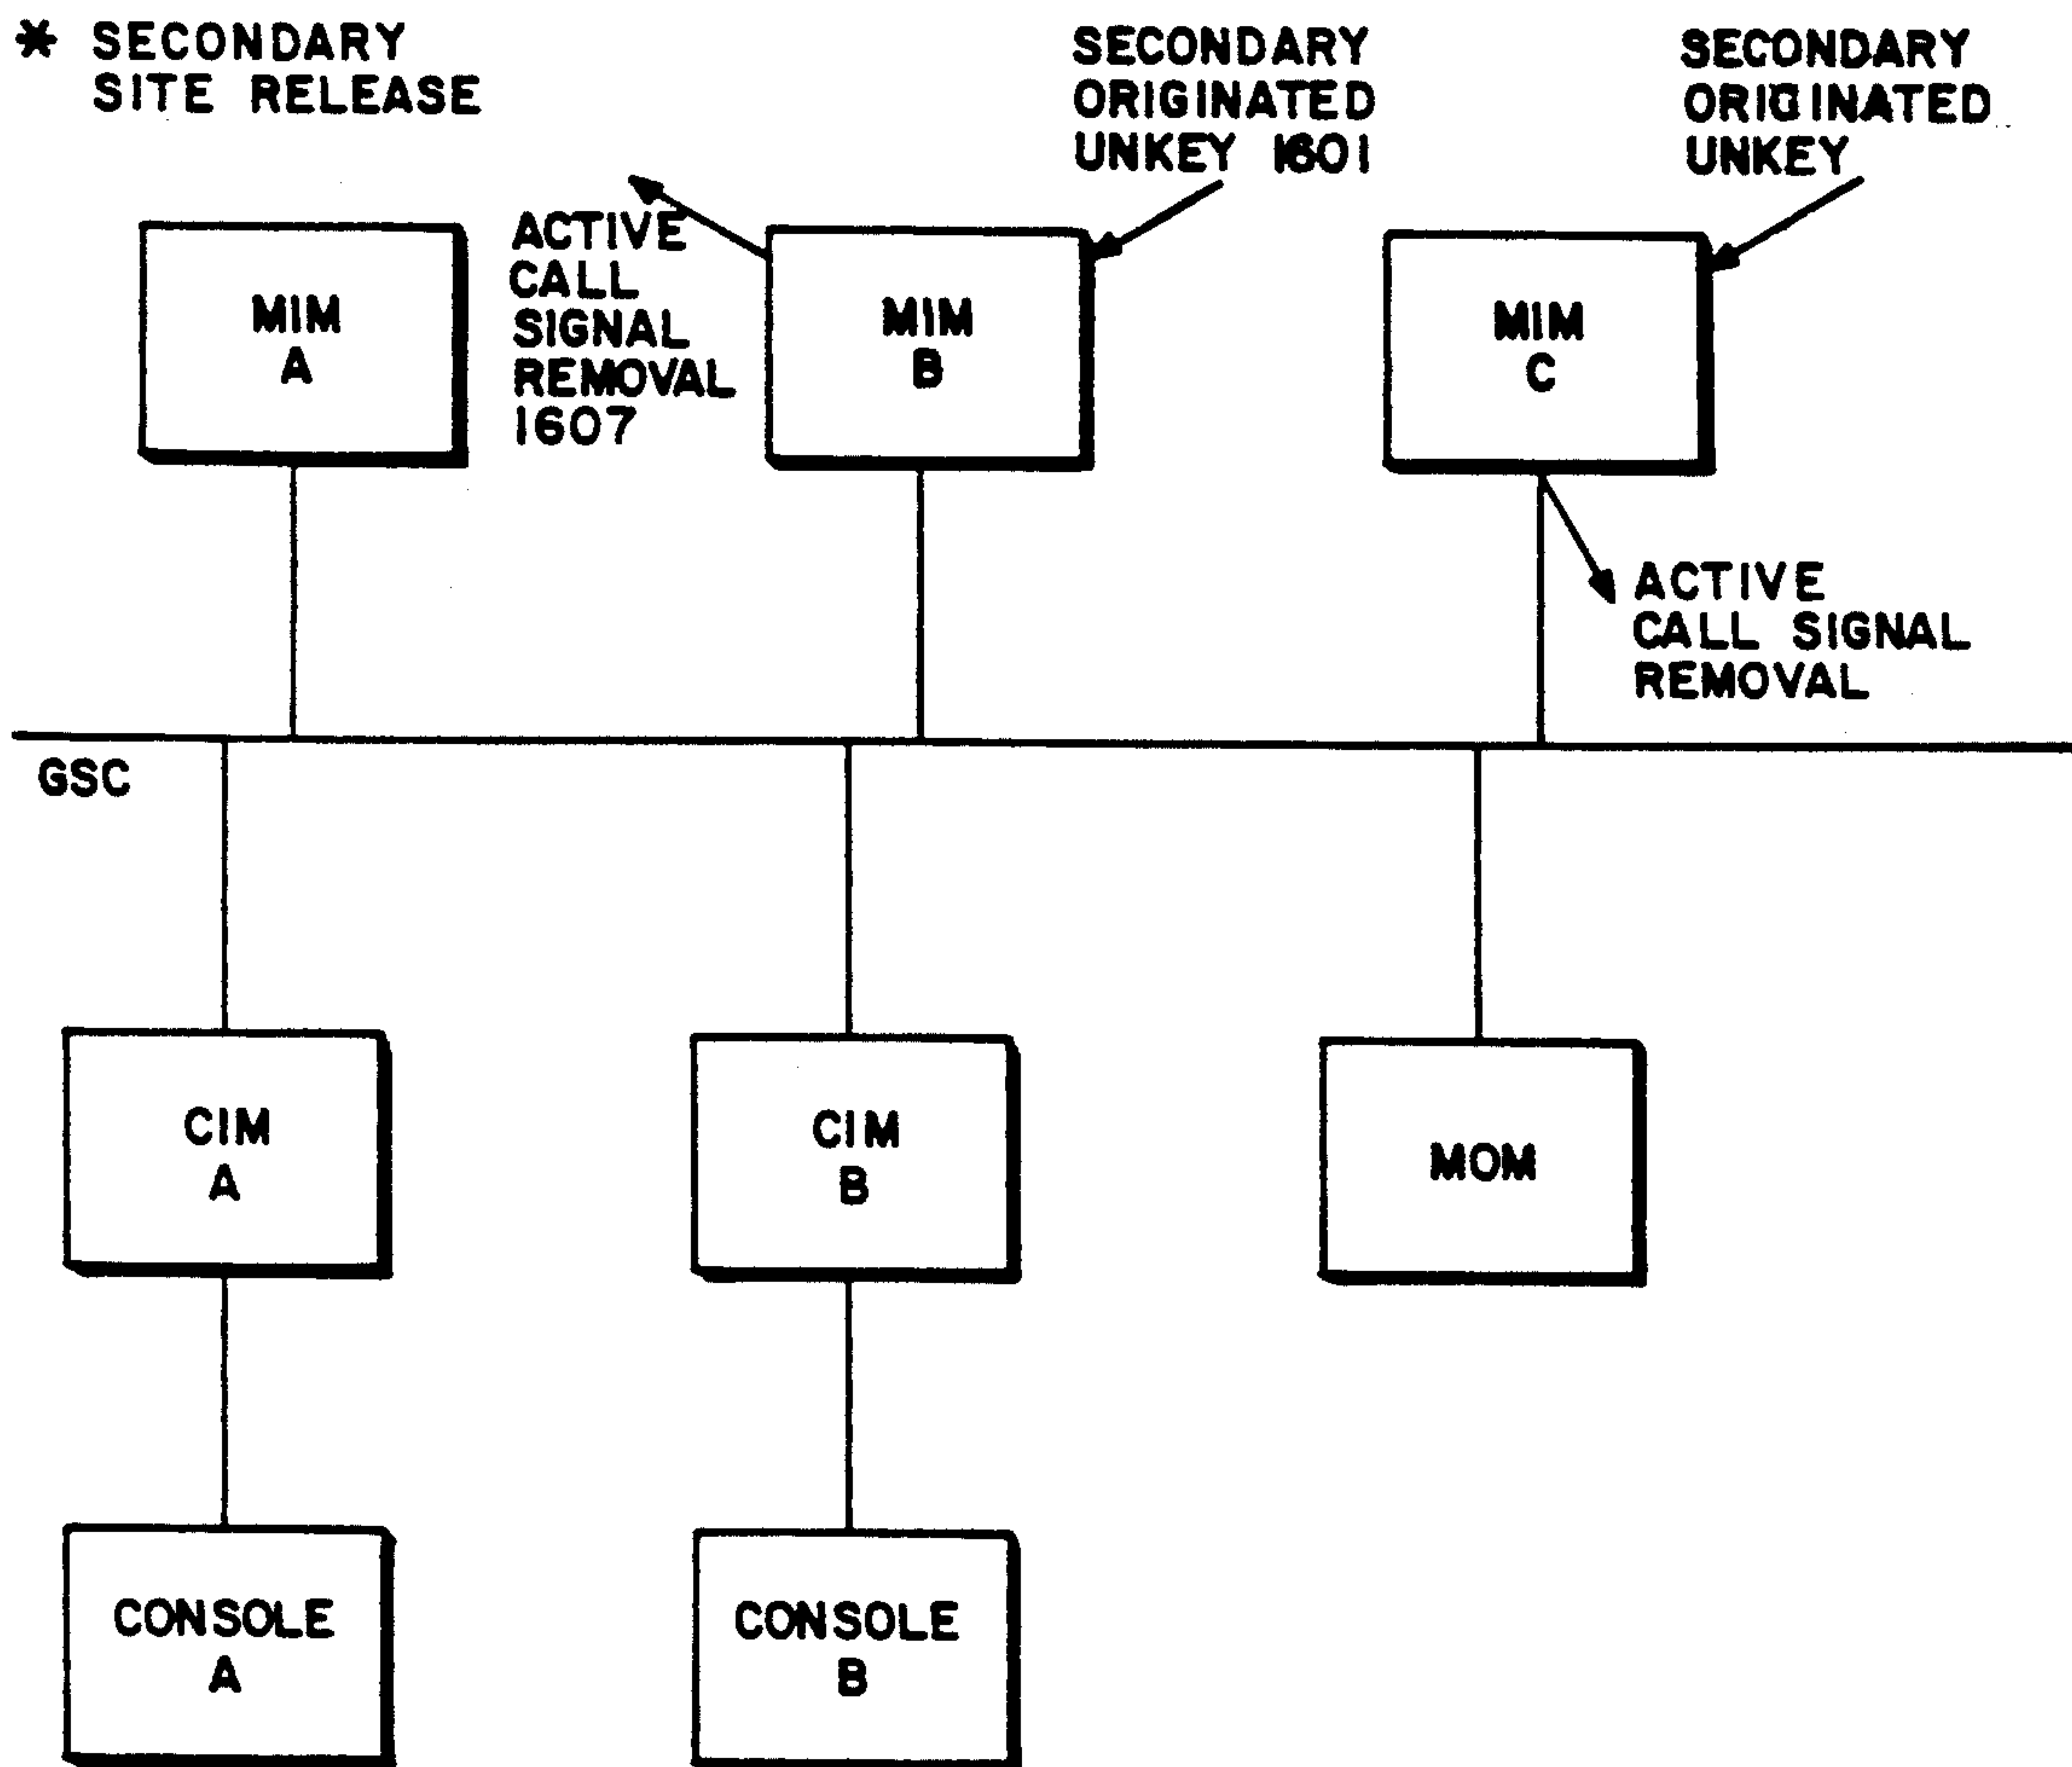 * SECONDARY
SITE RELEASE
SECONDARY
ORIGINATED
UNKEY 1601
SECONDARY
ORIGINATED
UNKEY
ACTIVE
CALL
SIGNAL
REMOVAL
1607
MIM
A
MIM
B
MIM
C
ACTIVE
CALL SIGNAL
REMOVAL
GSC
CIM
A
CIM
B
MOM
CONSOLE
A
CONSOLE
B